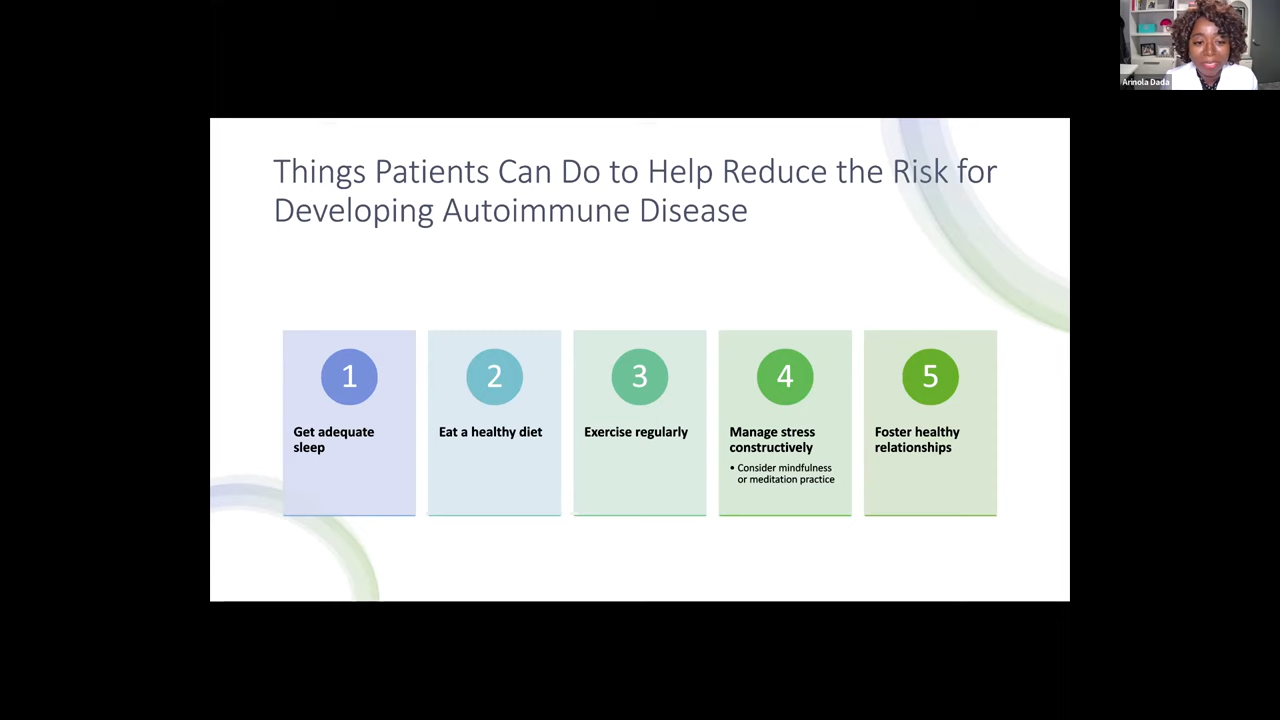 Arinola Dada
Things Patients Can Do to Help Reduce the Risk for
Developing Autoimmune Disease
1
Get adequate
sleep
2
Eat a healthy diet
3
Exercise regularly
4
Manage stress
constructively
• Consider mindfulness
or meditation practice
5
Foster healthy
relationships